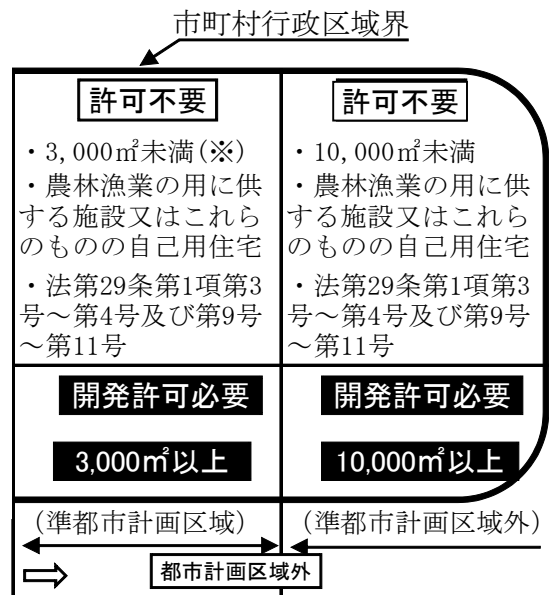 市町村行政区域界
許可不要
・3,000㎡未満(※)
・農林漁業の用に供
する施設又はこれら
のものの自己用住宅
・法第29条第1項第3
号～第4号及び第9号
～第11号
開発許可必要
3,000㎡以上
(準都市計画区域)
許可不要
・10,000㎡未満
・農林漁業の用に供
する施設又はこれら
のものの自己用住宅
・法第29条第1項第3
号～第4号及び第9号
～第11号
開発許可必要
10,000㎡以上
(準都市計画区域外)
都市計画区域外